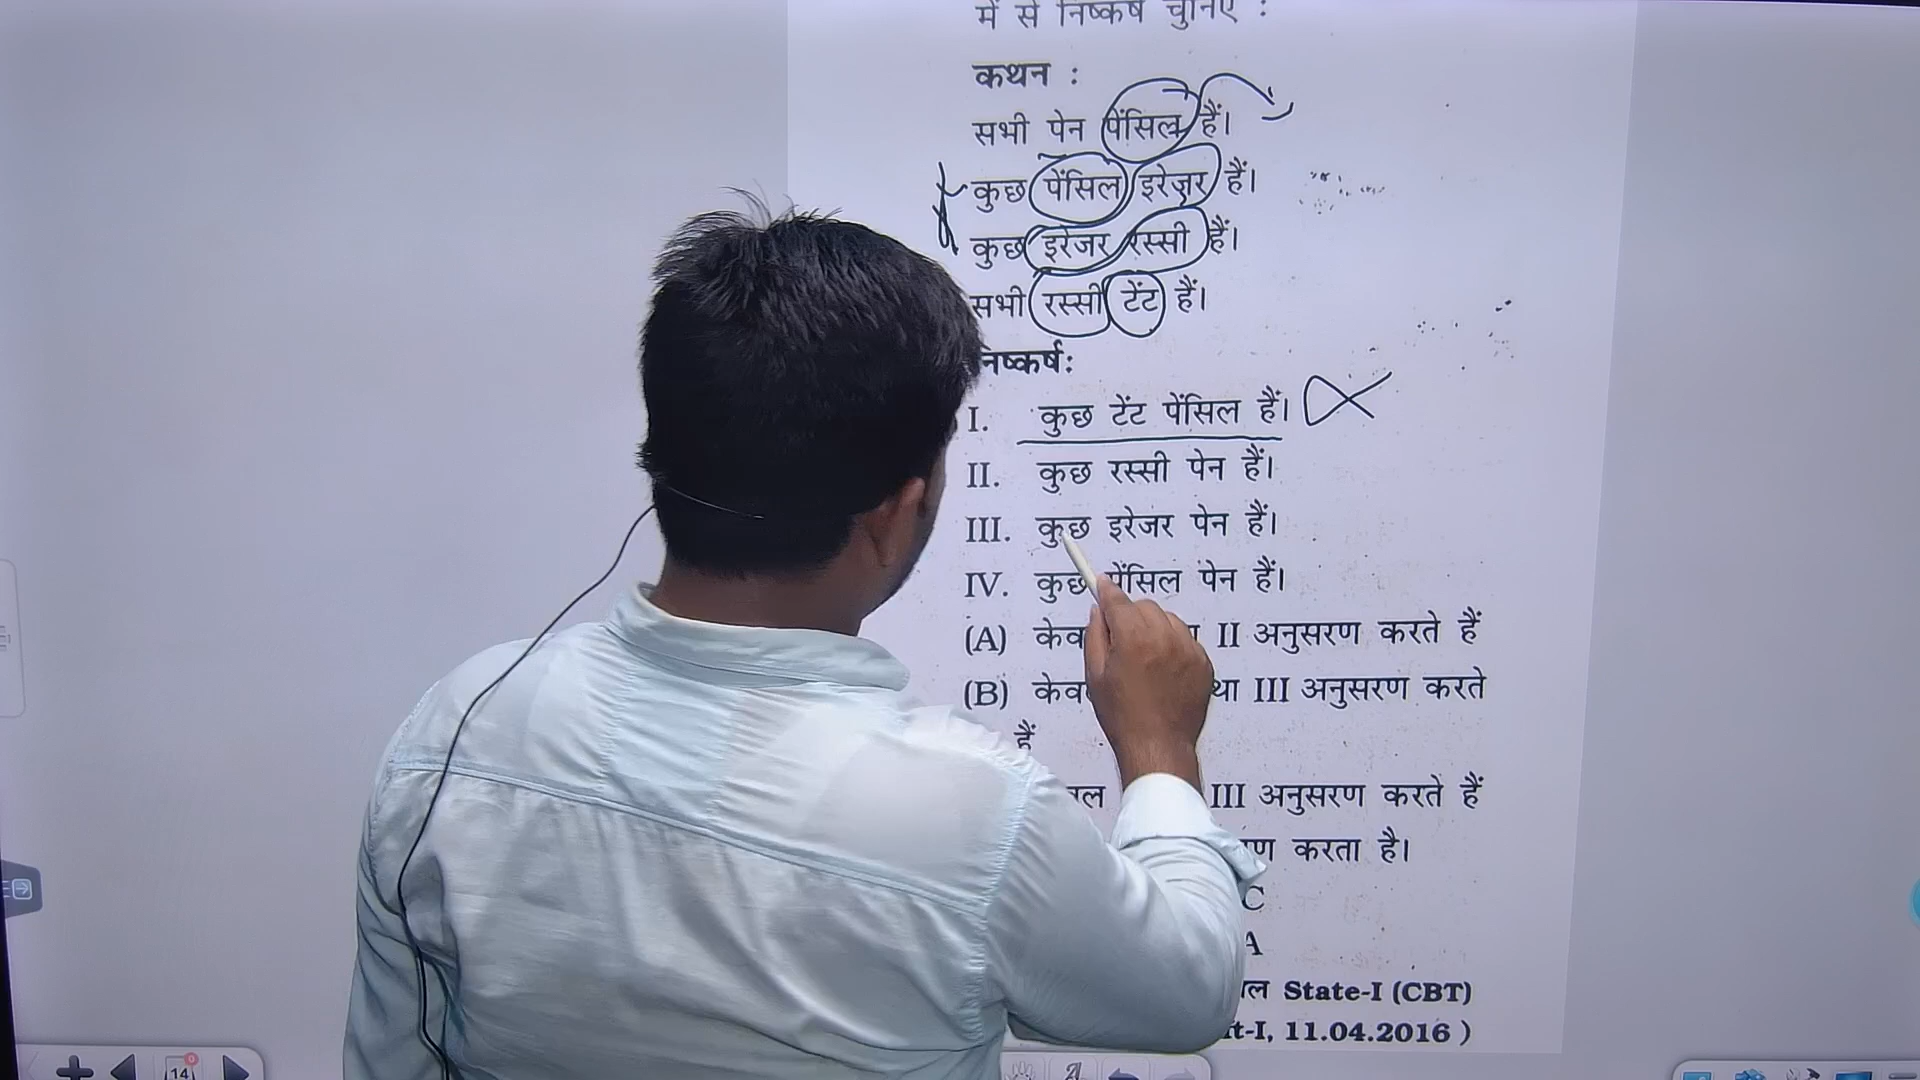 में से निष्कर्ष चुनिए :
कथन :
सभी पेन पेंसिल हैं।
कुछ पेंसिल इरेज़र हैं।
कुछ इरेजर रस्सी हैं।
सभी रस्सी टेंट हैं।
निष्कर्ष:
I. कुछ टेंट पेंसिल हैं।
II. कुछ रस्सी पेन हैं।
III. कुछ इरेजर पेन हैं।
IV. कुछ पेंसिल पेन हैं।
(A) II अनुसरण करते हैं
(B) III अनुसरण करते
हैं
III अनुसरण करते हैं
करता है।
C
A
State-I (CBT)
11.04.2016 )
14